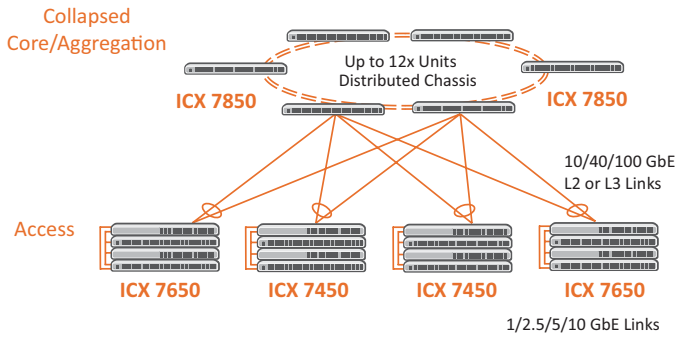 Collapsed
Core/Aggregation
Up to 12x Units
Distributed Chassis
ICX 7850
ICX 7850
10/40/100 GbE
L2 or L3 Links
Access
ICX 7650
ICX 7450
ICX 7450
ICX 7650
1/2.5/5/10 GbE Links